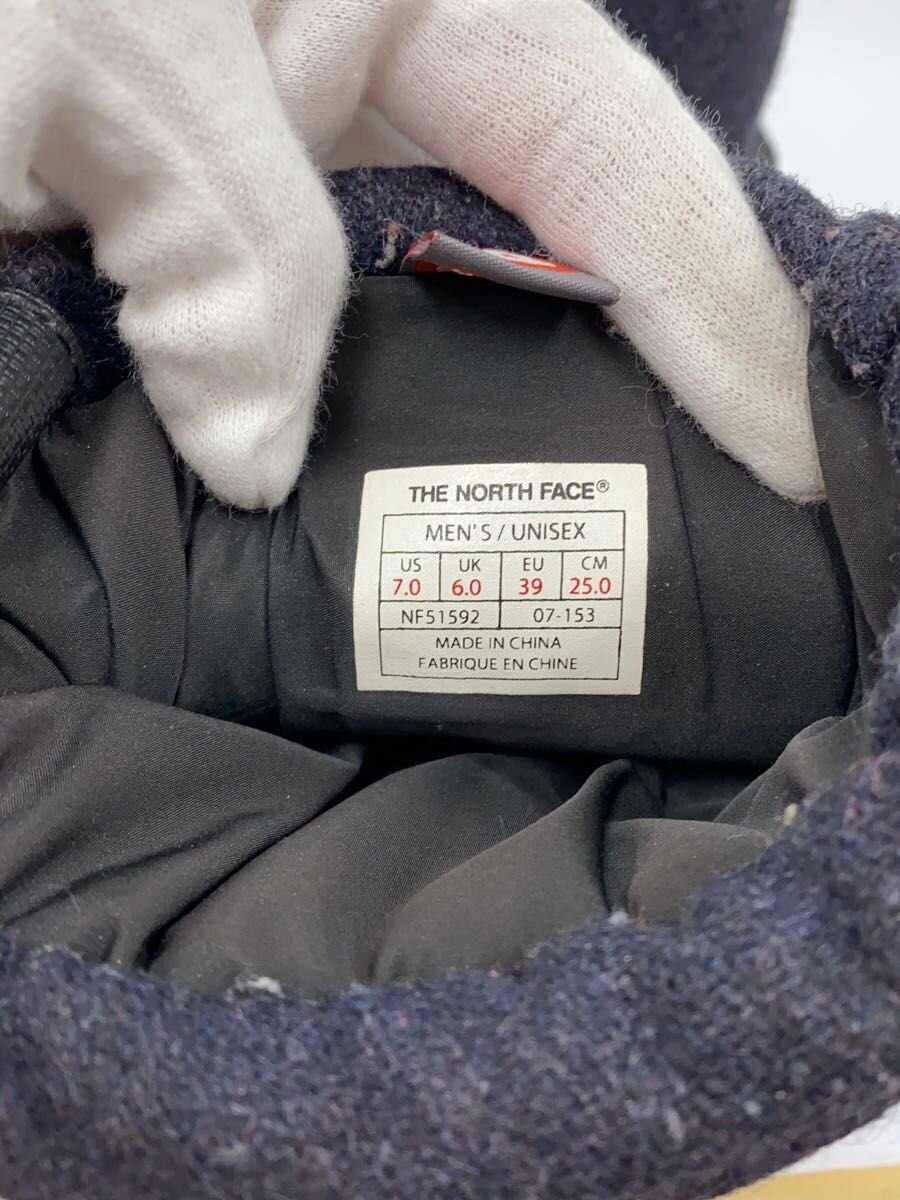 THE NORTH FACE®
MEN'S / UNISEX
US UK EU CM
7.0 6.0 39 25.0
NF51592 07-153
MADE IN CHINA
FABRIQUE EN CHINE